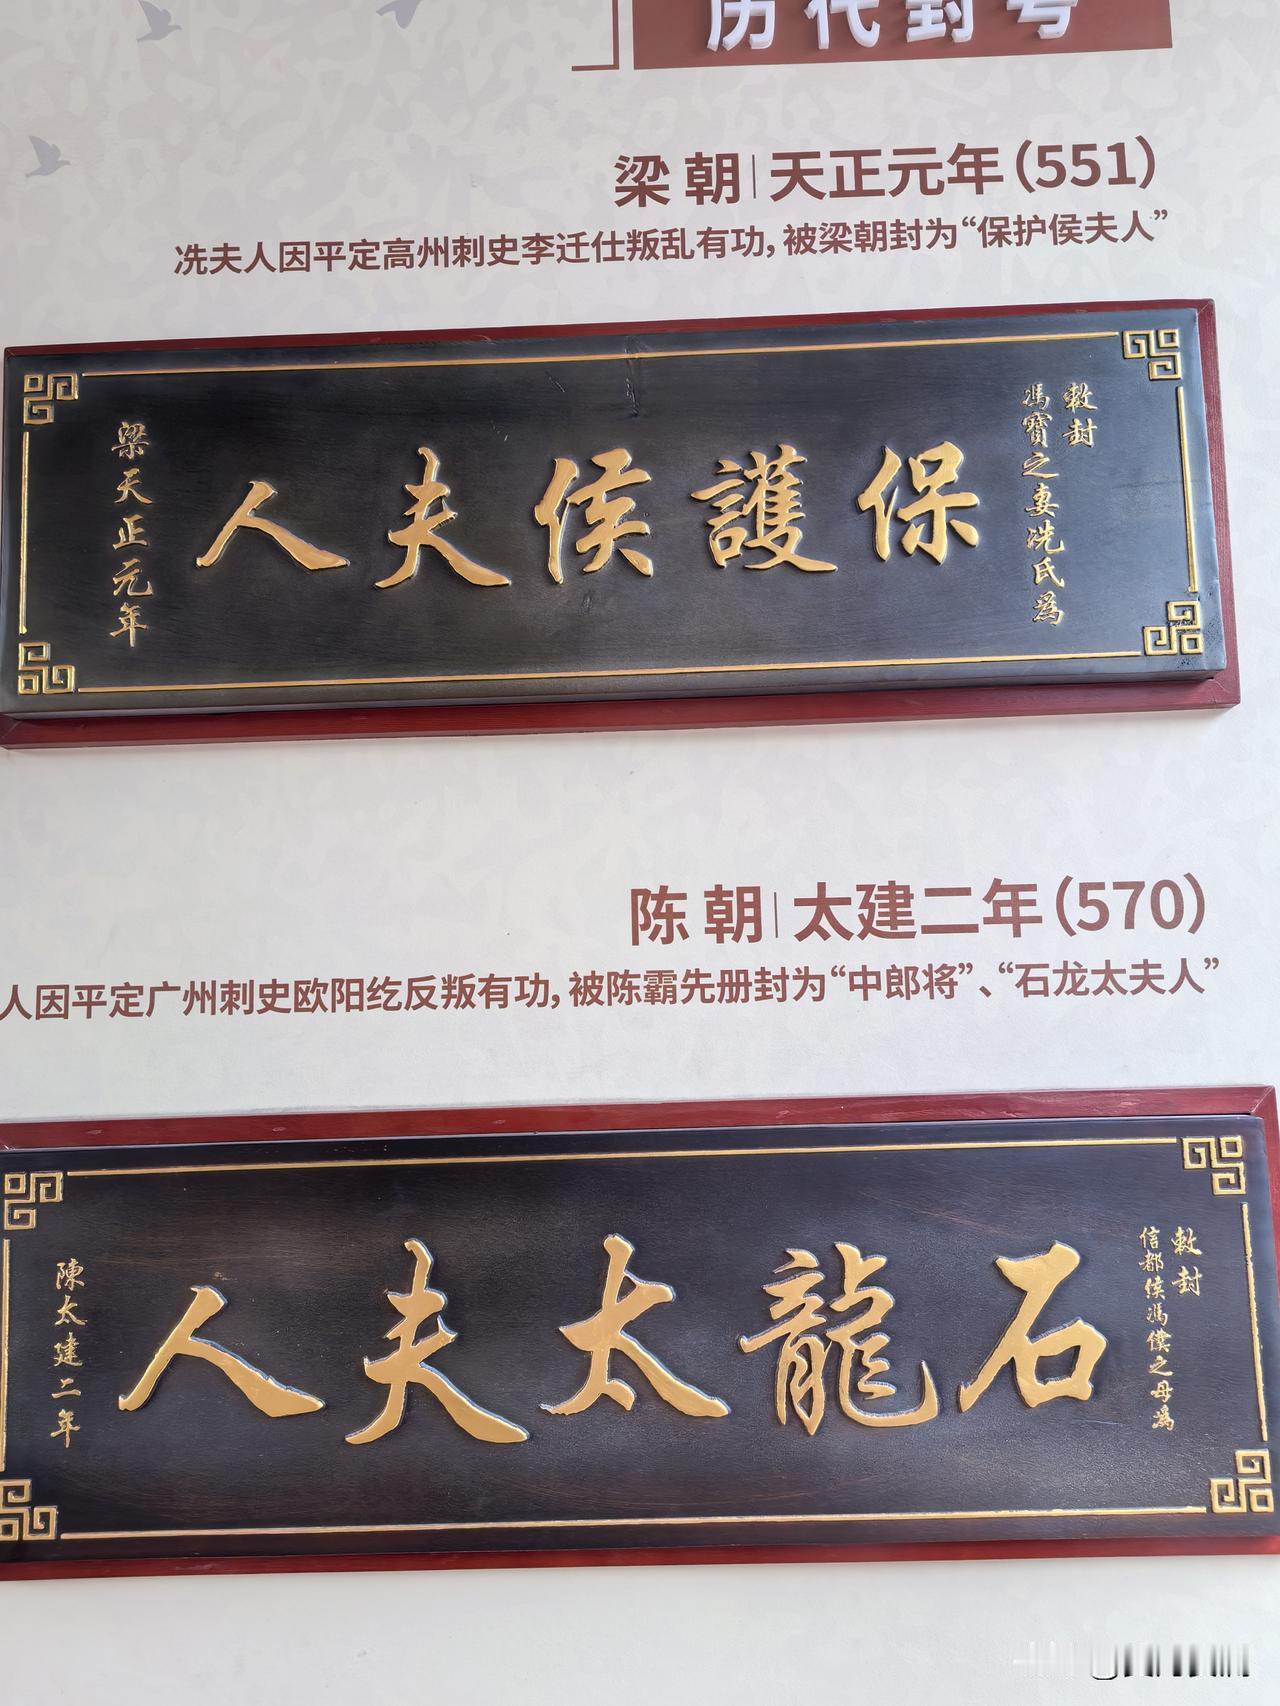 历代封号
梁朝|天正元年(551)
冼夫人因平定高州刺史李迁仕叛乱有功,被梁朝封为“保护侯夫人”
敕封
馮寶之妻冼氏爲
保護侯夫人
梁天正元年
陈朝|太建二年(570)
人因平定广州刺史欧阳纥反叛有功,被陈霸先册封为“中郎将”、“石龙太夫人”
敕封
信都侯馮僕之母爲
石龍太夫人
陳太建二年